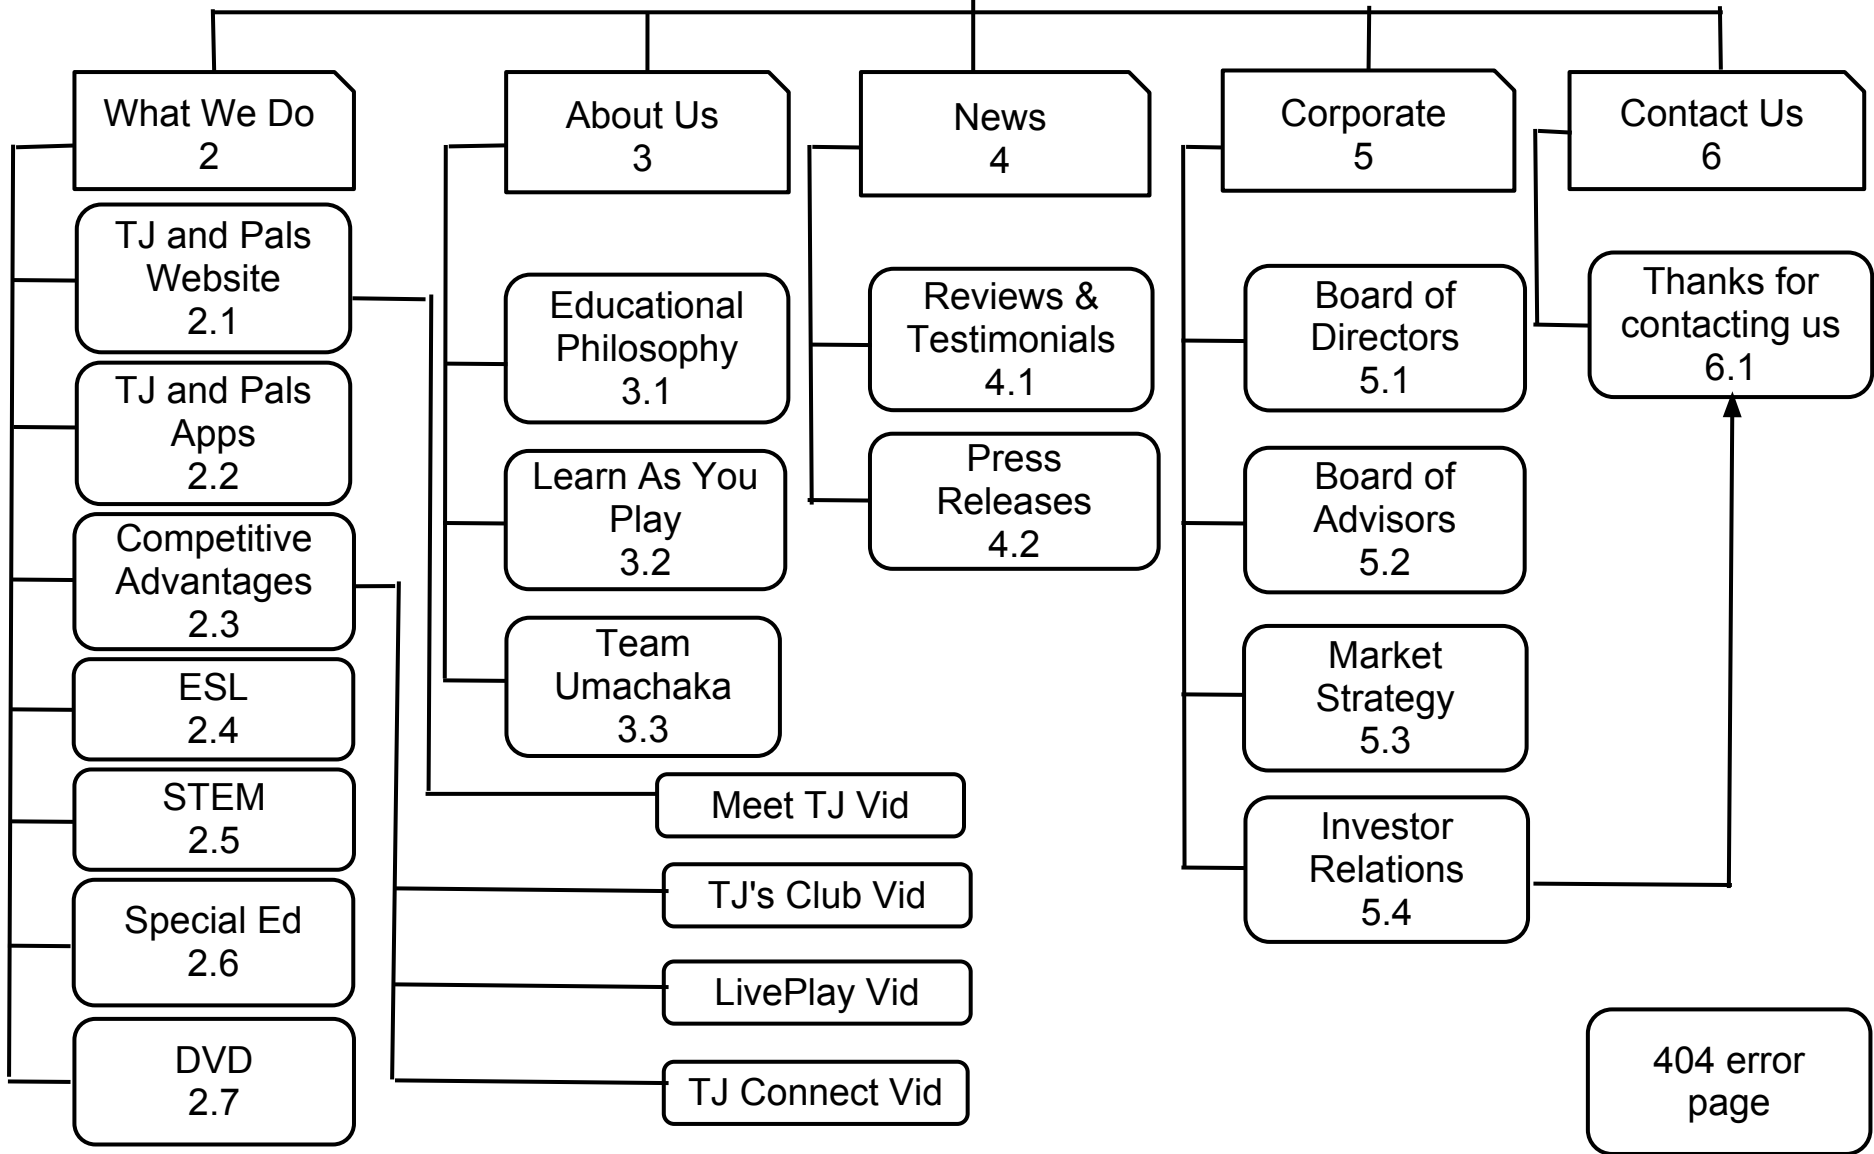 What We Do
2
TJ and Pals
Website
2.1
TJ and Pals
Apps
2.2
Competitive
Advantages
2.3
ESL
2.4
STEM
2.5
Special Ed
2.6
DVD
2.7
About Us
3
Educational
Philosophy
3.1
Learn As You
Play
3.2
Team
Umachaka
3.3
Meet TJ Vid
TJ's Club Vid
LivePlay Vid
TJ Connect Vid
News
4
Reviews &
Testimonials
4.1
Press
Releases
4.2
Corporate
5
Board of
Directors
5.1
Board of
Advisors
5.2
Market
Strategy
5.3
Investor
Relations
5.4
Contact Us
6
Thanks for
contacting us
6.1
404 error
page